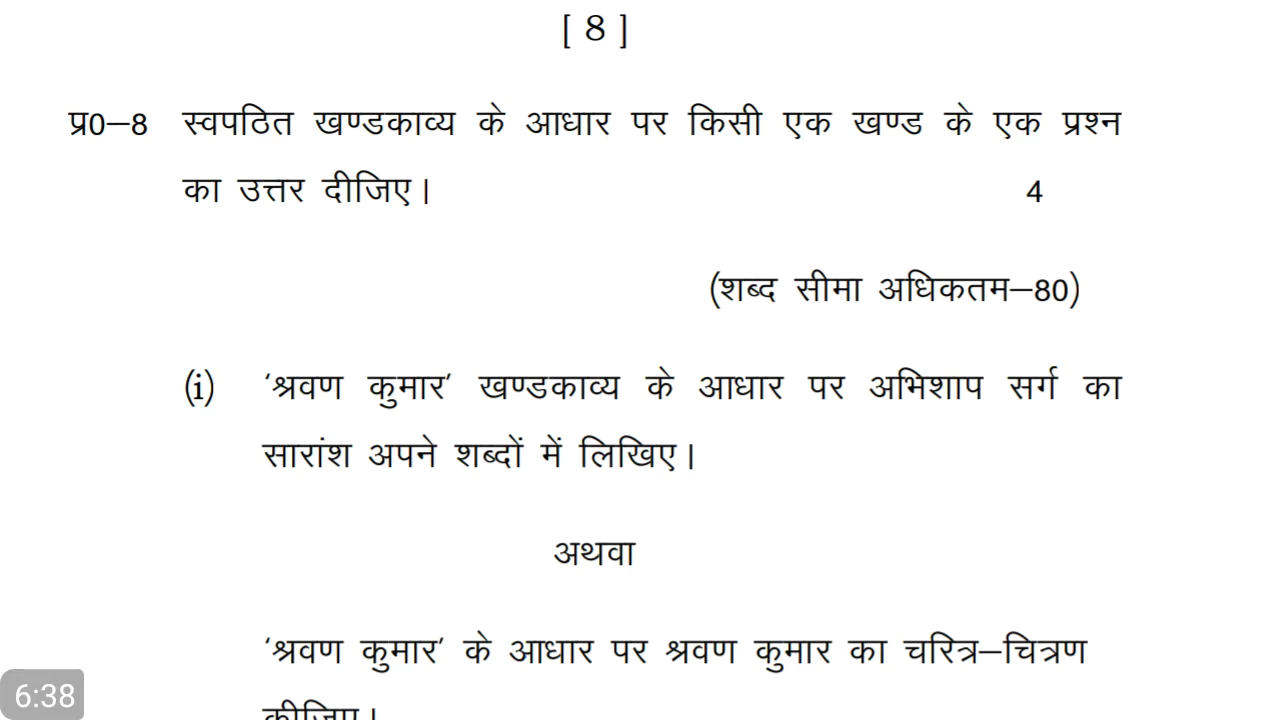 [ 8 ]
प्र0–8 स्वपठित खण्डकाव्य के आधार पर किसी एक खण्ड के एक प्रश्न
का उत्तर दीजिए। 4
(शब्द सीमा अधिकतम–80)
(i) ‘श्रवण कुमार’ खण्डकाव्य के आधार पर अभिशाप सर्ग का
सारांश अपने शब्दों में लिखिए।
अथवा
‘श्रवण कुमार’ के आधार पर श्रवण कुमार का चरित्र–चित्रण
कीजिए।
6:38